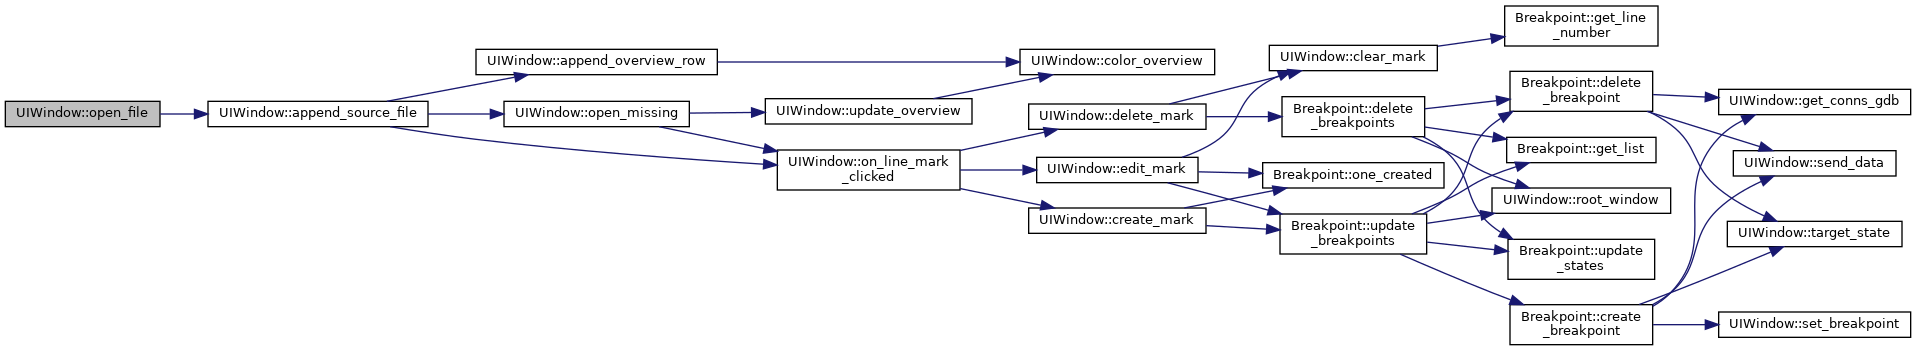 UIWindow::open_file
UIWindow::append_source_file
UIWindow::append_overview_row
UIWindow::open_missing
UIWindow::update_overview
UIWindow::on_line_mark
_clicked
UIWindow::color_overview
UIWindow::delete_mark
UIWindow::edit_mark
UIWindow::create_mark
UIWindow::clear_mark
Breakpoint::delete
_breakpoints
Breakpoint::one_created
Breakpoint::update
_breakpoints
Breakpoint::get_line
_number
Breakpoint::delete
_breakpoint
Breakpoint::get_list
UIWindow::root_window
Breakpoint::update
_states
Breakpoint::create
_breakpoint
UIWindow::get_conns_gdb
UIWindow::send_data
UIWindow::target_state
UIWindow::set_breakpoint